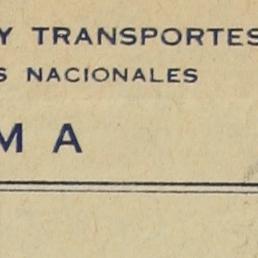 Y TRANSPORTES
S NACIONALES
M A